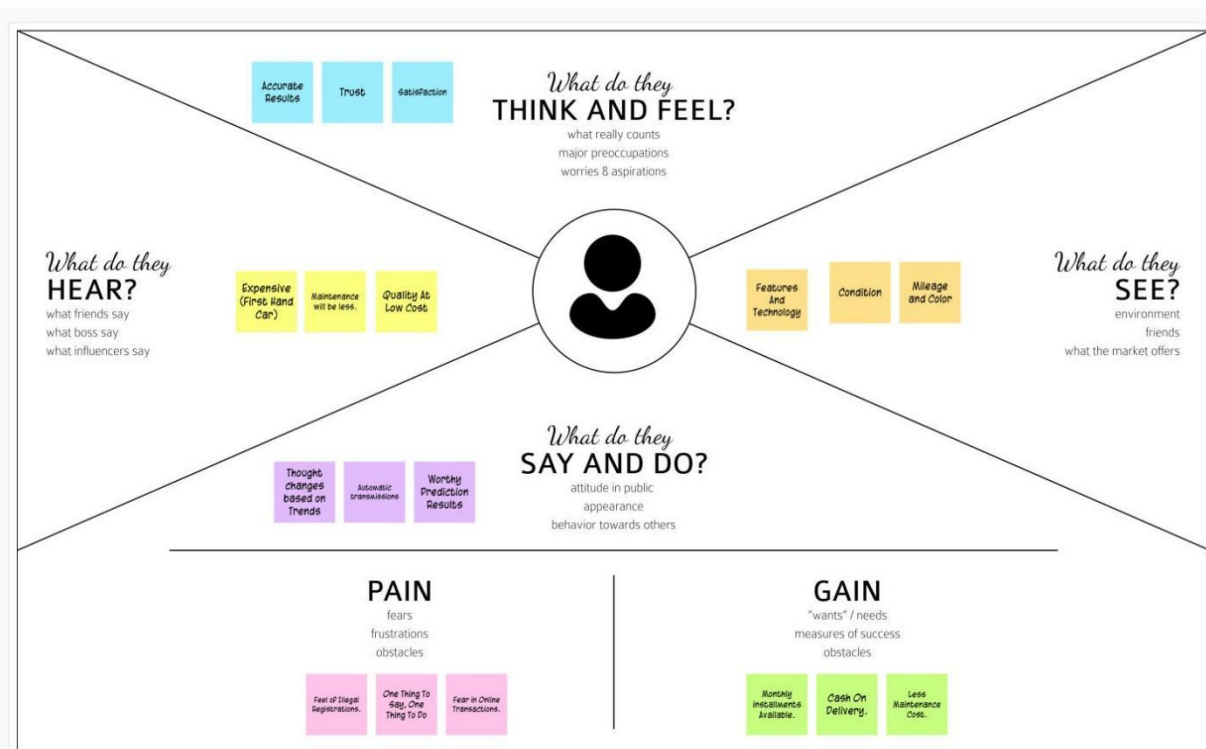 What do they
THINK AND FEEL?
what really counts
major preoccupations
worries & aspirations
Accurate
Results
Trust
Satisfaction
What do they
HEAR?
what friends say
what boss say
what influencers say
Expensive
(First Hand
Car)
Maintenance
will be less.
Quality At
Low Cost
Features
And
Technology
Condition
Mileage
and Color
What do they
SEE?
environment
friends
what the market offers
What do they
SAY AND DO?
attitude in public
appearance
behavior towards others
Thought
changes
based on
Trends
Automatic
transmissions
Worthy
Prediction
Results
PAIN
fears
frustrations
obstacles
Feel of Illegal
Registrations.
One Thing To
Say, One
Thing To Do
Fear in Online
Transactions.
GAIN
"wants" / needs
measures of success
obstacles
Monthly
installments
Available.
Cash On
Delivery.
Less
Maintenance
Cost.